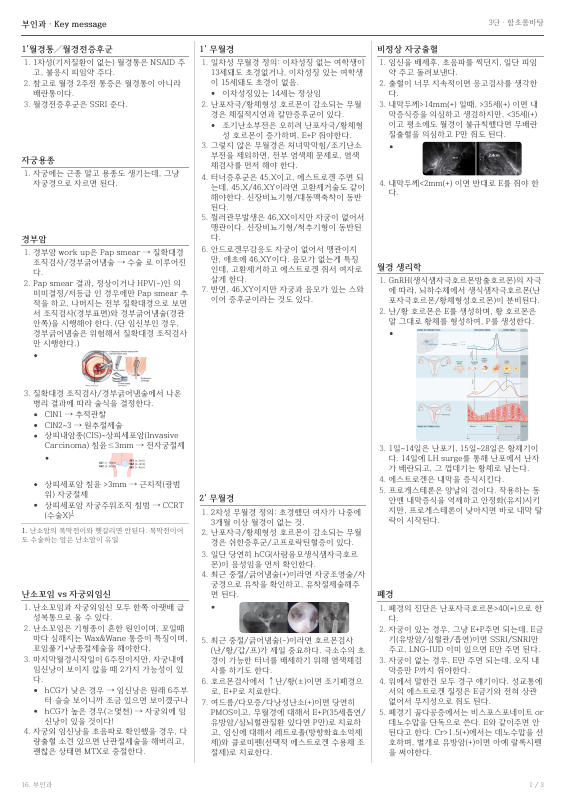 부인과 · Key message
3단 · 함초롬바탕
1'월경통／월경전증후군
1. 1차성(기저질환이 없는) 월경통은 NSAID 주
고, 불응시 피임약 주다.
2. 참고로 월경 2주전 통증은 월경통이 아니라
배란통이다.
3. 월경전증후군은 SSRI 준다.
자궁용종
1. 자궁에는 근종 말고 용종도 생기는데, 그냥
자궁경으로 자르면 된다.
경부암
1. 경부암 work up은 Pap smear → 질확대경
조직검사/경부긁어냄술 → 수술 로 이루어진
다.
2. Pap smear 결과, 정상이거나 HPV(-)인 의
미미결정/저등급 인 경우에만 Pap smear 추
적을 하고, 나머지는 전부 질확대경으로 보면
서 조직검사(경부표면)와 경부긁어냄술(경관
안쪽)을 시행해야 한다. (단 임신부인 경우,
경부긁어냄술은 위험해서 질확대경 조직검사
만 시행한다.)
3. 질확대경 조직검사/경부긁어냄술에서 나온
병리 결과에 따라 술식을 결정한다.
• CIN1 → 추적관찰
• CIN2~3 → 원추절제술
• 상피내암종(CIS)~상피세포암(Invasive
Carcinoma) 침윤≤3mm → 전자궁절제
• 상피세포암 침윤 >3mm → 근치적(광범
위) 자궁절제
• 상피세포암 자궁주위조직 침범 → CCRT
(수술X)¹
1. 난소암의 복막전이와 헷갈리면 안된다. 복막전이어
도 수술하는 암은 난소암이 유일
난소꼬임 vs 자궁외임신
1. 난소꼬임과 자궁외임신 모두 한쪽 아랫배 급
성복통으로 올 수 있다.
2. 난소꼬임은 기형종이 흔한 원인이며, 꼬일때
마다 심해지는 Wax&Wane 통증이 특징이며,
꼬임풀기+낭종절제술을 해야한다.
3. 마지막월경시작일이 6주전이지만, 자궁내에
임신낭이 보이지 않을 때 2가지 가능성이 있
다.
• hCG가 낮은 경우 → 임신낭은 원래 6주부
터 슬슬 보이니까 조금 있으면 보이겠구나
• hCG가 높은 경우(≥몇천) → 자궁외에 임
신낭이 있을 것이다!
4. 자궁외 임신낭을 초음파로 확인했을 경우, 다
량출혈 소견 있으면 난관절제술을 해버리고,
괜찮은 상태면 MTX로 종절한다.
1' 무월경
1. 일차성 무월경 정의: 이차성징 없는 여학생이
13세돼도 초경없거나, 이차성징 있는 여학생
이 15세돼도 초경이 없음.
• 이차성징있는 14세는 정상임
2. 난포자극/황체형성 호르몬이 감소되는 무월
경은 체질적지연과 칼만증후군이 있다.
• 조기난소부전은 오히려 난포자극/황체형
성 호르몬이 증가하며, E+P 줘야한다.
3. 그렇지 않은 무월경은 처녀막막힘/조기난소
부전을 제외하면, 전부 염색체 문제로, 염색
체검사를 먼저 해야 한다.
4. 터너증후군은 45,X이고, 에스트로겐 주면 되
는데, 45,X/46,XY이라면 고환제거술도 같이
해야한다. 신장비뇨기형/대동맥축착이 동반
된다.
5. 뮐러관무발생은 46,XX이지만 자궁이 없어서
맹관이다. 신장비뇨기형/척추기형이 동반된
다.
6. 안드로겐무감응도 자궁이 없어서 맹관이지
만, 애초에 46,XY이다. 음모가 없는게 특징
인데, 고환제거하고 에스트로겐 줘서 여자로
살게 한다.
7. 반면, 46,XY이지만 자궁과 음모가 있는 스와
이어 증후군이라는 것도 있다.
2' 무월경
1. 2차성 무월경 정의: 초경했던 여자가 나중에
3개월 이상 월경이 없는 것.
2. 난포자극/황체형성 호르몬이 감소되는 무월
경은 쉬한증후군/고프로락틴혈증이 있다.
3. 일단 당연히 hCG(사람융모생식샘자극호르
몬)이 음성임을 먼저 확인한다.
4. 최근 중절/긁어냄술(+)이라면 자궁조영술/자
궁경으로 유착을 확인하고, 유착절제술해주
면 된다.
5. 최근 중절/긁어냄술(-)이라면 호르몬검사
(난/황/갑/프)가 제일 중요하다. 극소수의 초
경이 가능한 터너를 배제하기 위해 염색체검
사를 하기도 한다.
6. 호르몬검사에서 ↑난/황(±)이면 조기폐경으
로, E+P로 치료한다.
7. 여드름/다모증/다낭성난소(+)이면 당연히
PMOS이고, 무월경에 대해서 E+P(35세흡연/
유방암/심뇌혈관질환 있다면 P만)로 치료하
고, 임신에 대해서 레트로졸(방향화효소억제
제)와 클로미펜(선택적 에스트로겐 수용체 조
절제)로 치료한다.
비정상 자궁출혈
1. 임신을 배제후, 초음파를 찍던지, 일단 피임
약 주고 돌려보낸다.
2. 출혈이 너무 지속적이면 응고검사를 생각한
다.
3. 내막두께>14mm(+) 일때, >35세(+) 이면 내
막증식증을 의심하고 생검하지만, <35세(+)
이고 평소에도 월경이 불규칙했다면 무배란
질출혈을 의심하고 P만 줘도 된다.
4. 내막두께<2mm(+) 이면 반대로 E를 줘야 한
다.
월경 생리학
1. GnRH(생식샘자극호르몬방출호르몬)의 자극
에 따라, 뇌하수체에서 생식샘자극호르몬(난
포자극호르몬/황체형성호르몬)이 분비된다.
2. 난/황 호르몬은 E를 생성하며, 황 호르몬은
말 그대로 황체를 형성하며, P를 생성한다.
3. 1일~14일은 난포기, 15일~28일은 황체기이
다. 14일에 LH surge를 통해 난포에서 난자
가 배란되고, 그 껍데기는 황체로 남는다.
4. 에스트로겐은 내막을 증식시킨다.
5. 프로게스테론은 양날의 검이다. 작용하는 동
안엔 내막증식을 억제하고 안정화(유지)시키
지만, 프로게스테론이 낮아지면 바로 내막 탈
락이 시작된다.
폐경
1. 폐경의 진단은 난포자극호르몬>40(+)으로 한
다.
2. 자궁이 있는 경우, 그냥 E+P주면 되는데, E금
기(유방암/심혈관/흡연)이면 SSRI/SNRI만
주고, LNG-IUD 이미 있으면 E만 주면 된다.
3. 자궁이 없는 경우, E만 주면 되는데, 오직 내
막증만 P까지 줘야한다.
4. 위에서 말한건 모두 경구 얘기이다. 성교통에
서의 에스트로겐 질정은 E금기와 전혀 상관
없어서 무지성으로 줘도 된다.
5. 폐경기 골다공증에서는 비스포스포네이트 or
데노수맙을 단독으로 쓴다. E와 같이주면 안
된다고 한다. Cr>1.5(+)에서는 데노수맙을 선
호하며, 별개로 유방암(+)이면 아예 랄록시펜
을 써야한다.
16. 부인과
1 / 3